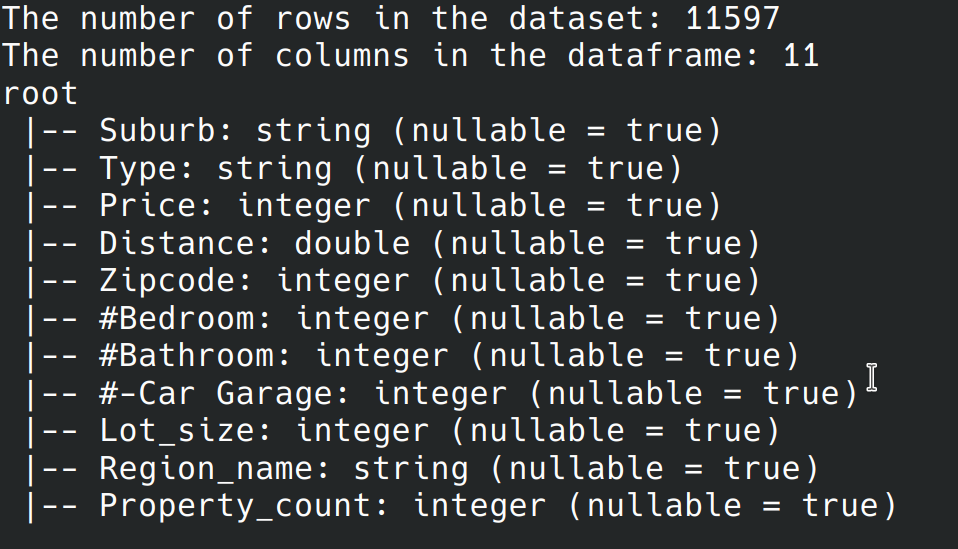 The number of rows in the dataset: 11597
The number of columns in the dataframe: 11
root
 |-- Suburb: string (nullable = true)
 |-- Type: string (nullable = true)
 |-- Price: integer (nullable = true)
 |-- Distance: double (nullable = true)
 |-- Zipcode: integer (nullable = true)
 |-- #Bedroom: integer (nullable = true)
 |-- #Bathroom: integer (nullable = true)
 |-- #-Car Garage: integer (nullable = true)
 |-- Lot_size: integer (nullable = true)
 |-- Region_name: string (nullable = true)
 |-- Property_count: integer (nullable = true)